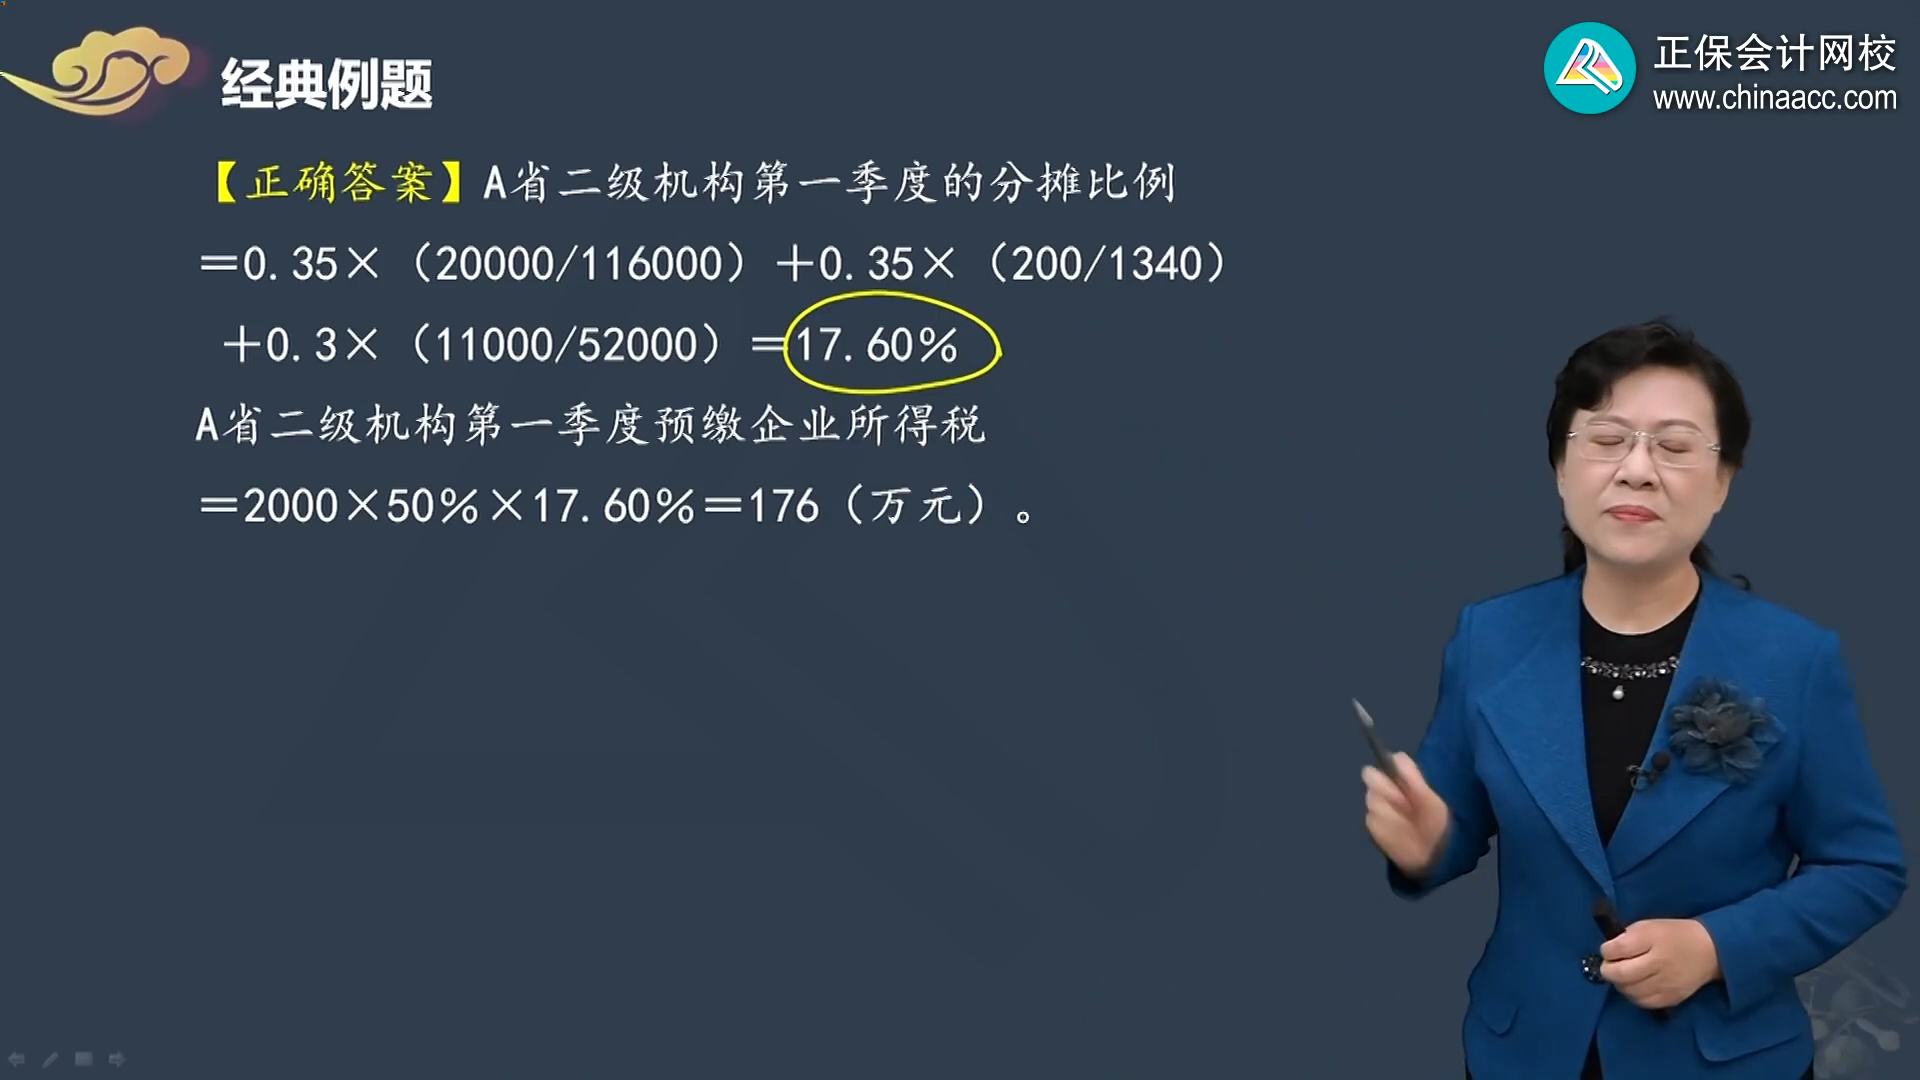 经典例题
正保会计网校
www.chinaacc.com
【正确答案】A省二级机构第一季度的分摊比例
=0.35×（20000/116000）+0.35×（200/1340）
+0.3×（11000/52000）=17.60%
A省二级机构第一季度预缴企业所得税
=2000×50%×17.60%=176（万元）。